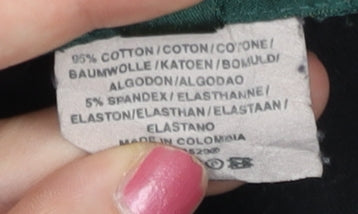 95% COTTON/COTON/COTONE/
BAUMWOLLE/KATOEN/BOMULD/
ALGODON/ALGODAO
5% SPANDEX/ELASTHANNE/
ELASTON/ELASTHAN/ELASTAAN/
ELASTANO
MADE IN COLOMBIA